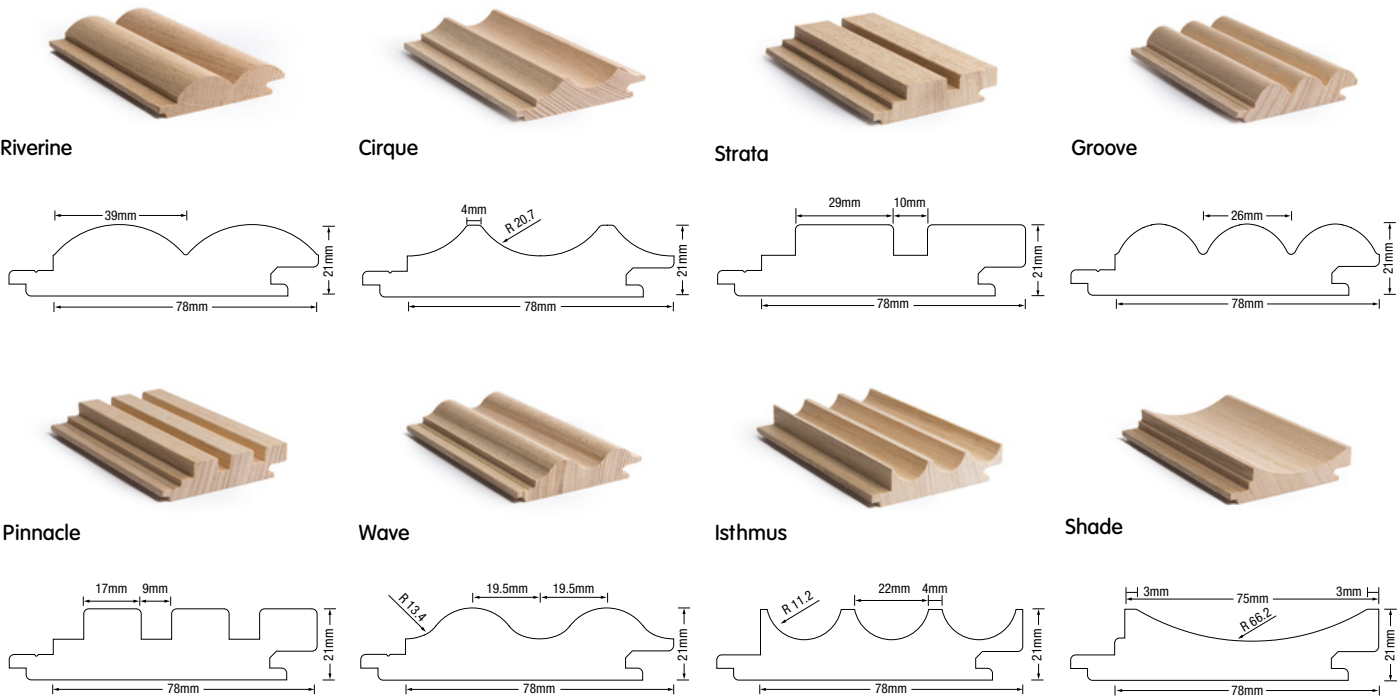 Riverine
Cirque
Strata
Groove
39mm
21mm
78mm
4mm
R 20.7
21mm
78mm
29mm
10mm
21mm
78mm
26mm
21mm
78mm
Pinnacle
Wave
Isthmus
Shade
17mm
9mm
21mm
78mm
R 13.4
19.5mm
19.5mm
21mm
78mm
R 11.2
22mm
4mm
21mm
78mm
3mm
75mm
3mm
R 66.2
21mm
78mm